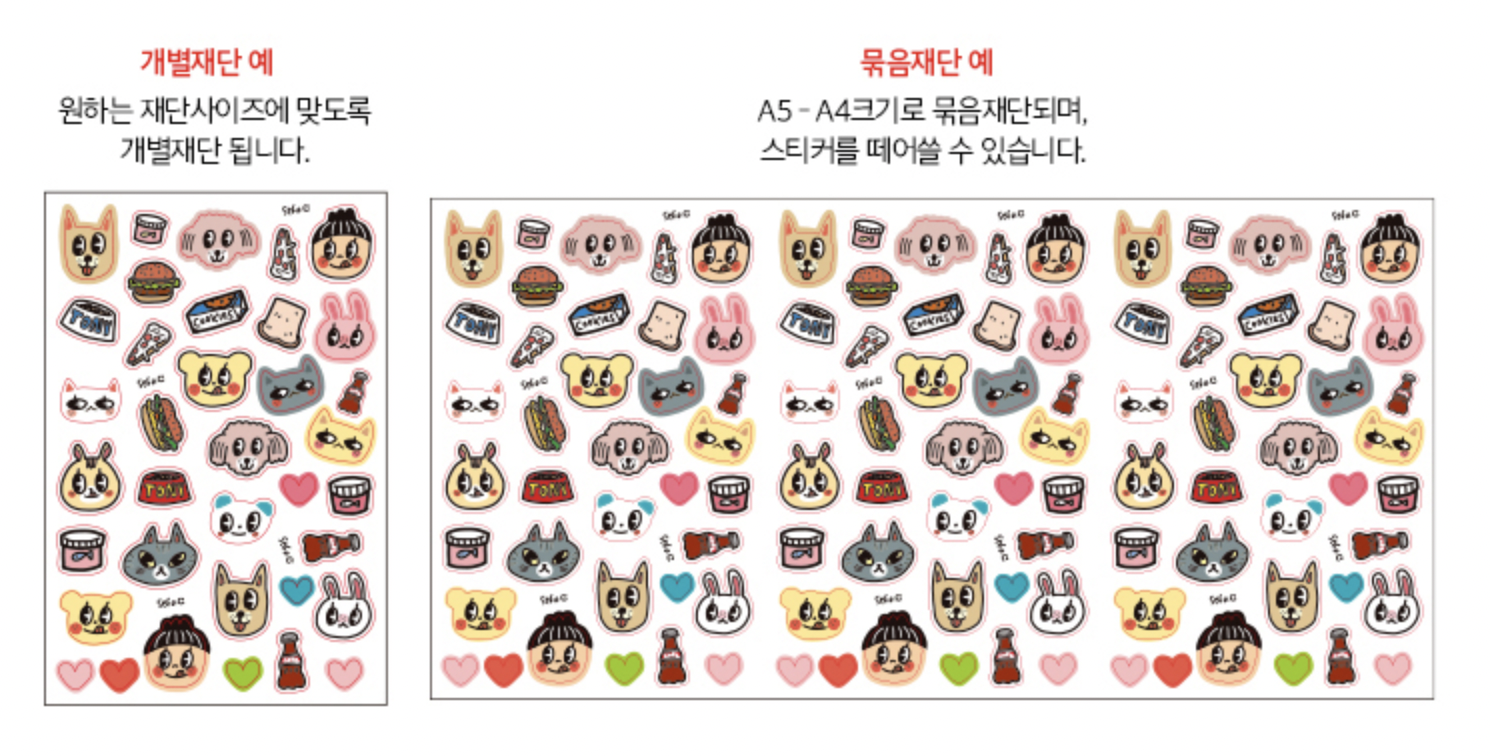 개별재단 예
원하는 재단사이즈에 맞도록
개별재단 됩니다.
묶음재단 예
A5 - A4크기로 묶음재단되며,
스티커를 떼어쓸 수 있습니다.
TONY
COOKIES
TONY
TONY
COOKIES
TONY
TONY
COOKIES
TONY
TONY
COOKIES
TONY